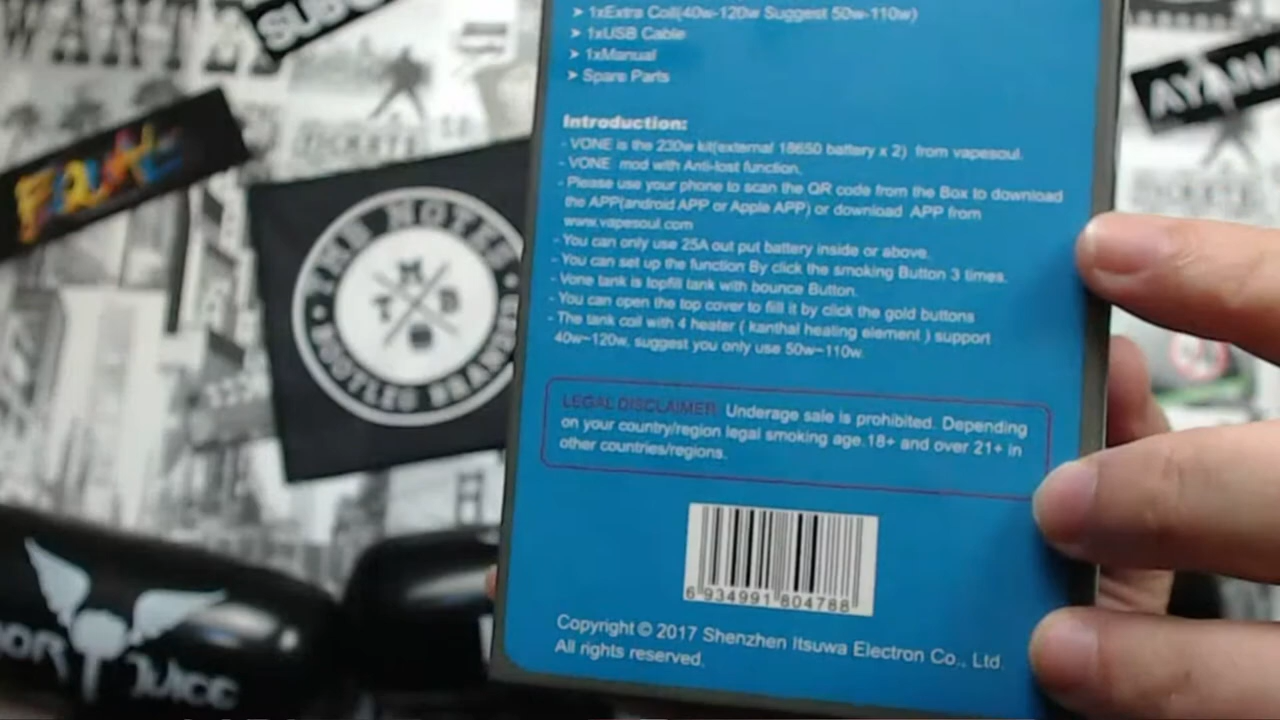 WANTED
➤ 1xExtra Coil(40w-120w Suggest 50w-110w)
➤ 1xUSB Cable
➤ 1xManual
➤ Spare Parts
Introduction:
- VONE is the 230w kit(external 18650 battery x 2) from vapesoul.
- VONE mod with Anti-lost function.
- Please use your phone to scan the QR code from the Box to download
the APP(android APP or Apple APP) or download APP from
www.vapesoul.com
- You can only use 25A out put battery inside or above.
- You can set up the function By click the smoking Button 3 times.
- Vone tank is topfill tank with bounce Button.
- You can open the top cover to fill it by click the gold buttons
- The tank coil with 4 heater ( kanthal heating element ) support
40w~120w, suggest you only use 50w~110w.
LEGAL DISCLAIMER: Underage sale is prohibited. Depending
on your country/region legal smoking age.18+ and over 21+ in
other countries/regions.
6 934991 804788
Copyright © 2017 Shenzhen Itsuwa Electron Co., Ltd.
All rights reserved.
THE NOTES
T M B
BOOTLEG BRAND